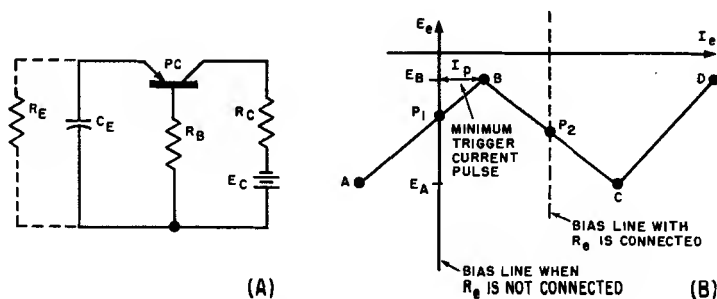 PC
RE
CE
RB
RC
EC
(A)
Ee
Ie
EB
Ip
B
D
P1
MINIMUM
TRIGGER
CURRENT
PULSE
P2
A
EA
C
BIAS LINE WITH
Re IS CONNECTED
BIAS LINE WHEN
Re IS NOT CONNECTED
(B)